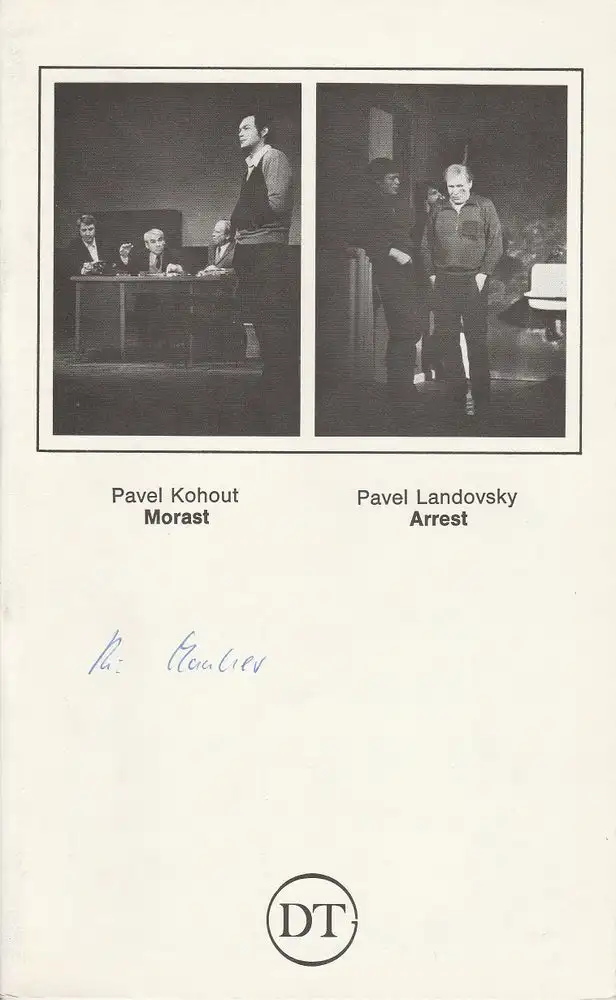 Pavel Kohout
Morast
Pavel Landovsky
Arrest
DT